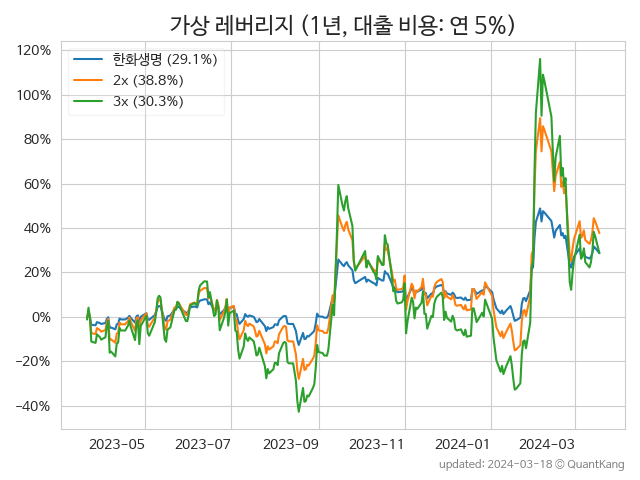 가상 레버리지 (1년, 대출 비용: 연 5%)
한화생명 (29.1%)
2x (38.8%)
3x (30.3%)
120%
100%
80%
60%
40%
20%
0%
−20%
−40%
2023-05 2023-07 2023-09 2023-11 2024-01 2024-03
updated: 2024-03-18 © QuantKang